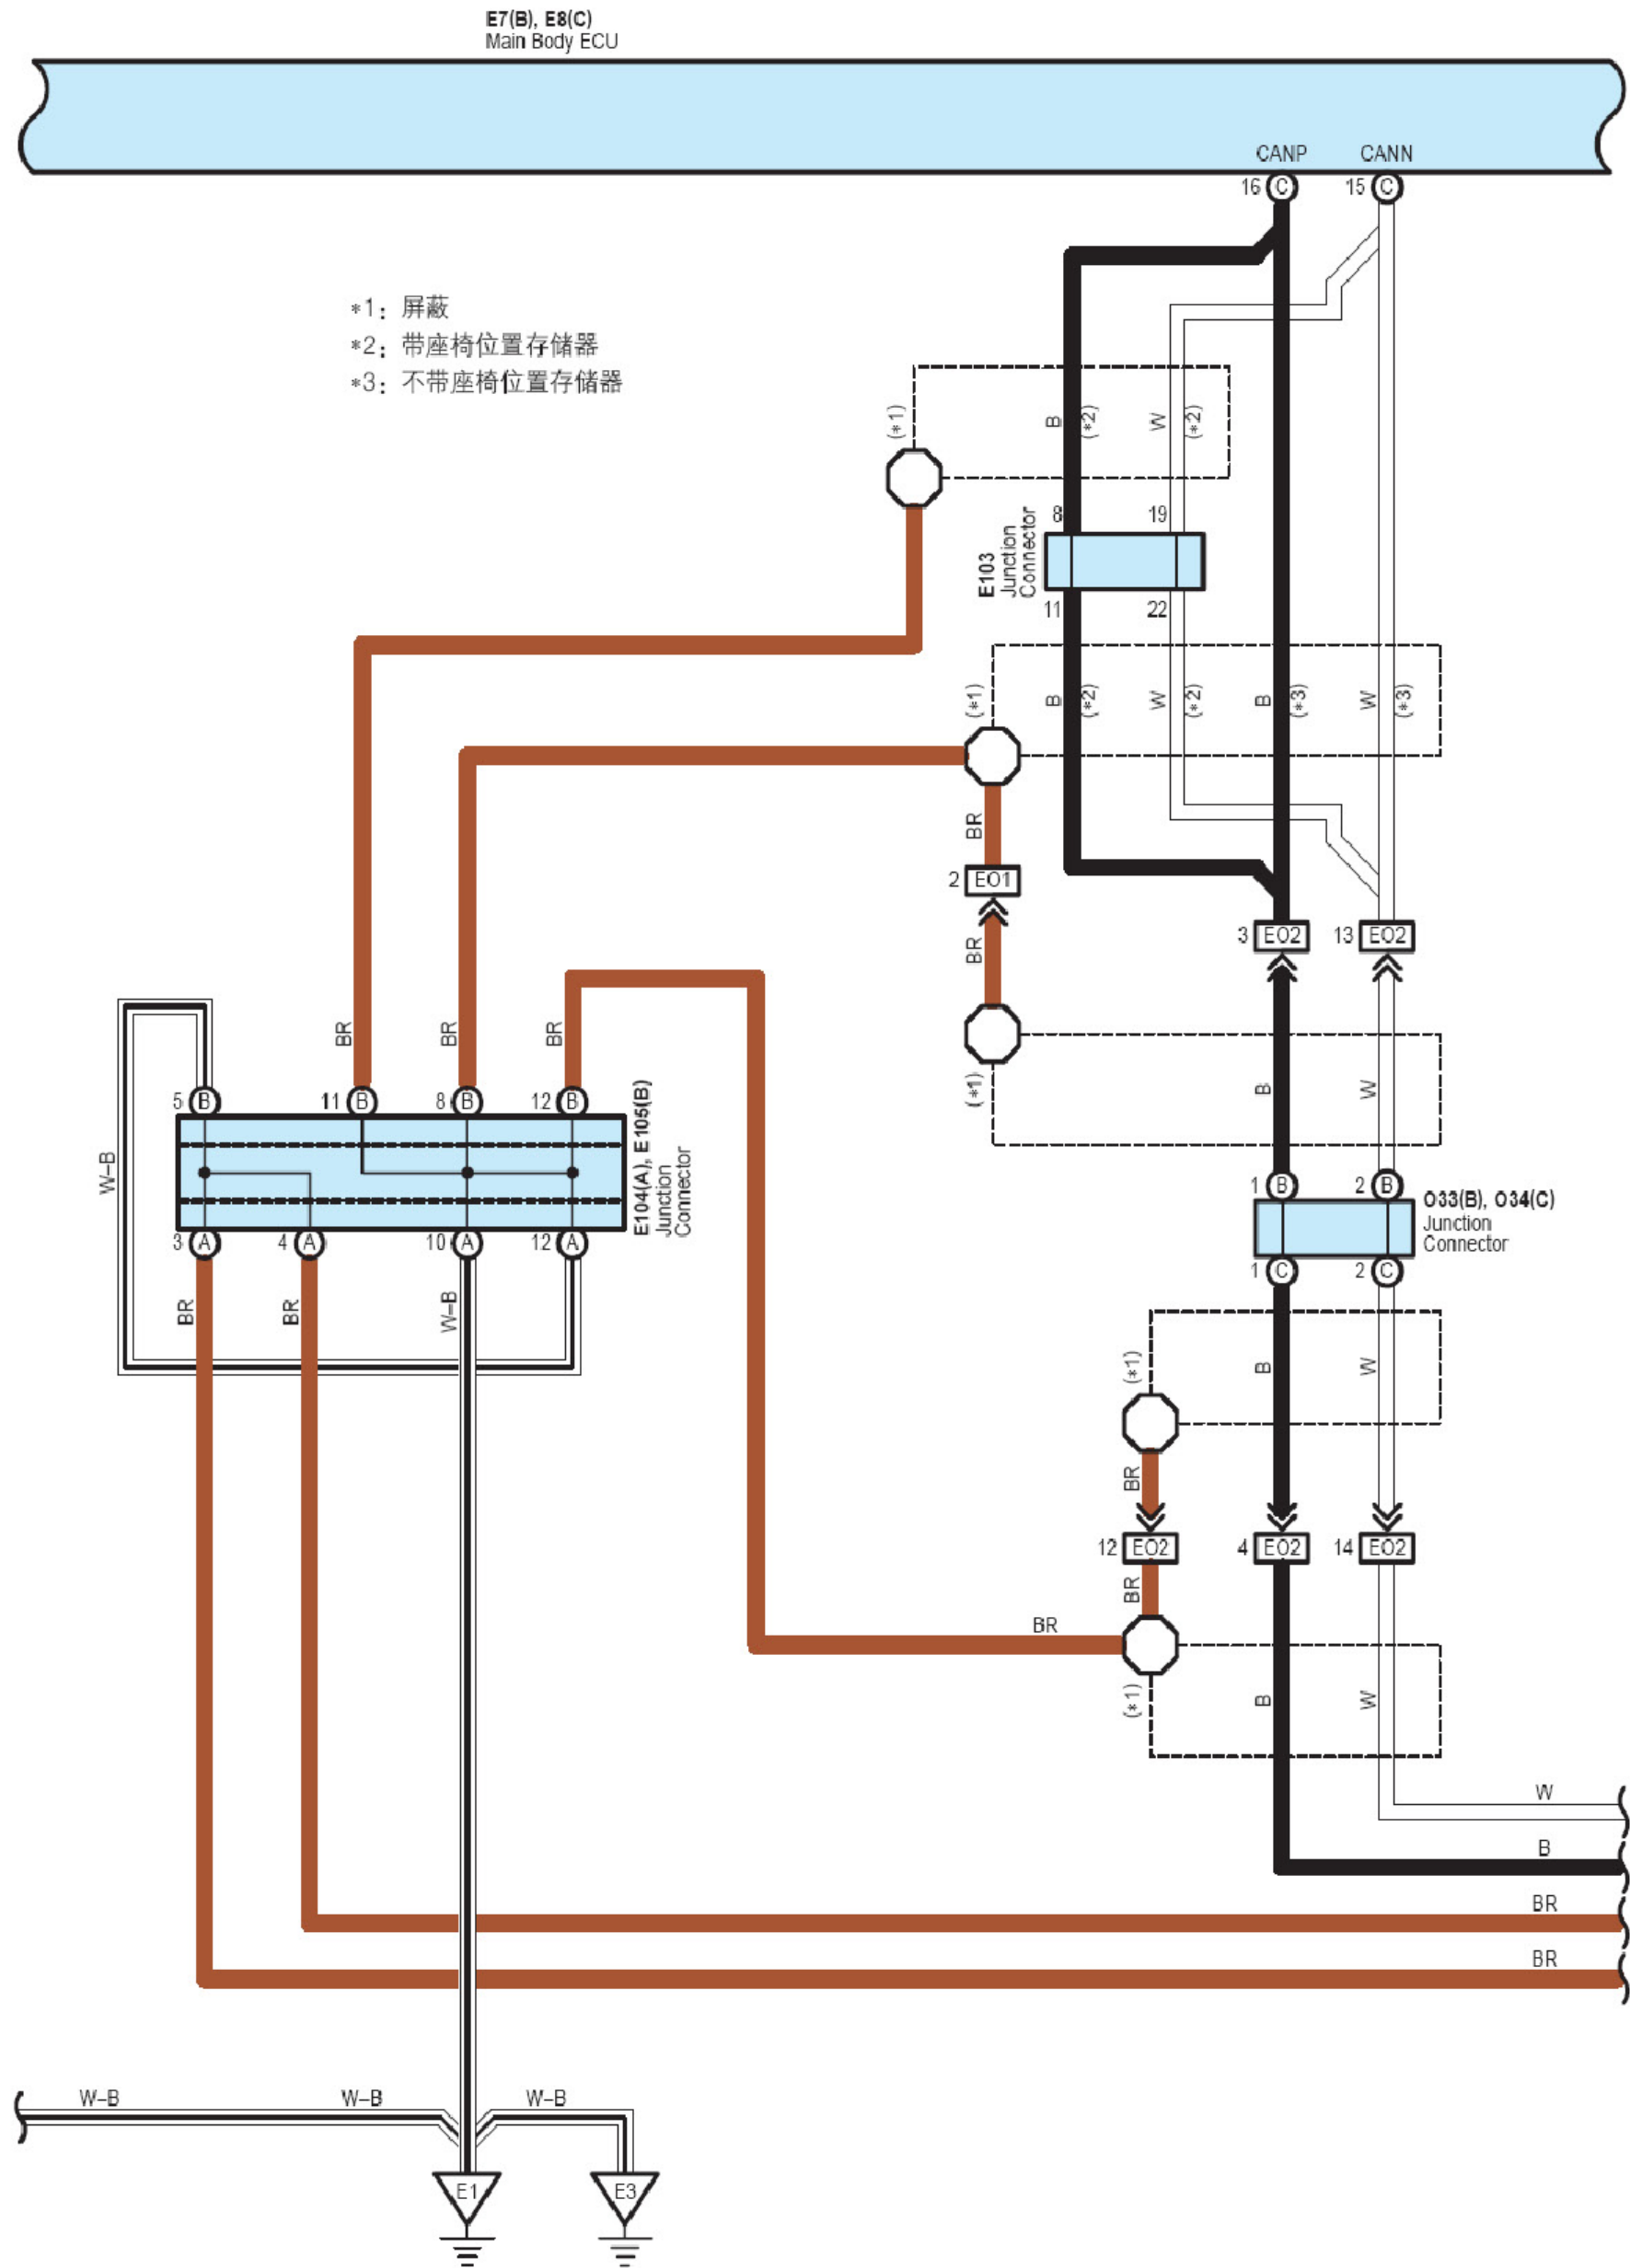 E7(B), E8(C)
Main Body ECU
CANP CANN
16 C 15 C
*1: 屏蔽
*2: 带座椅位置存储器
*3: 不带座椅位置存储器
(*1) B (*2) W (*2)
8 19
E103
Junction
Connector
11 22
(*1) B (*2) W (*2) B (*3) W (*3)
BR
2 EO1
3 EO2 13 EO2
BR
BR BR BR
(*1) B W
5 B 11 B 8 B 12 B
W-B
E104(A), E105(B)
Junction
Connector
1 B 2 B
O33(B), O34(C)
Junction
Connector
3 A 4 A 10 A 12 A
1 C 2 C
BR BR W-B
(*1) B W
BR
12 EO2 4 EO2 14 EO2
BR
BR
(*1) B W
W
B
BR
BR
W-B W-B W-B
E1 E3